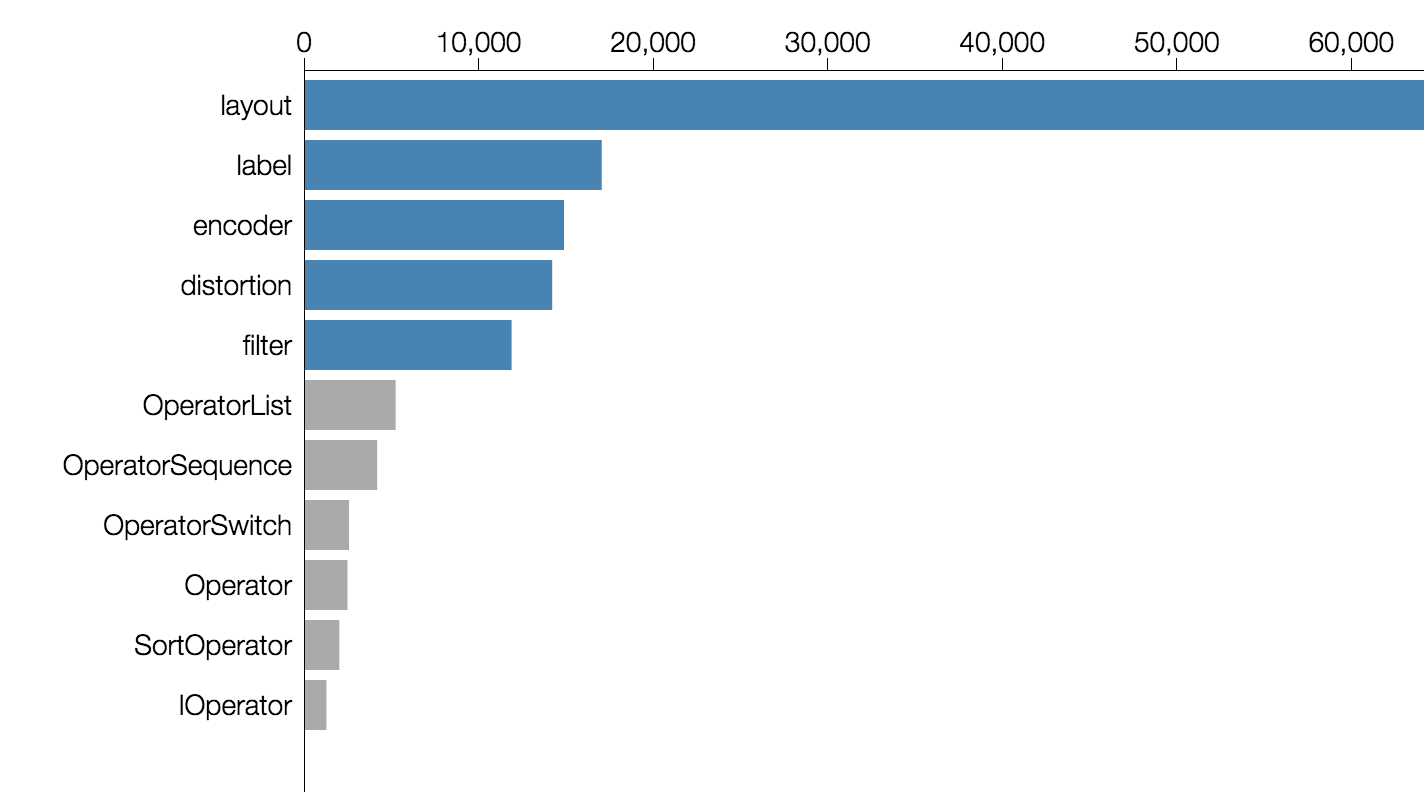 0 10,000 20,000 30,000 40,000 50,000 60,000
layout
label
encoder
distortion
filter
OperatorList
OperatorSequence
OperatorSwitch
Operator
SortOperator
IOperator